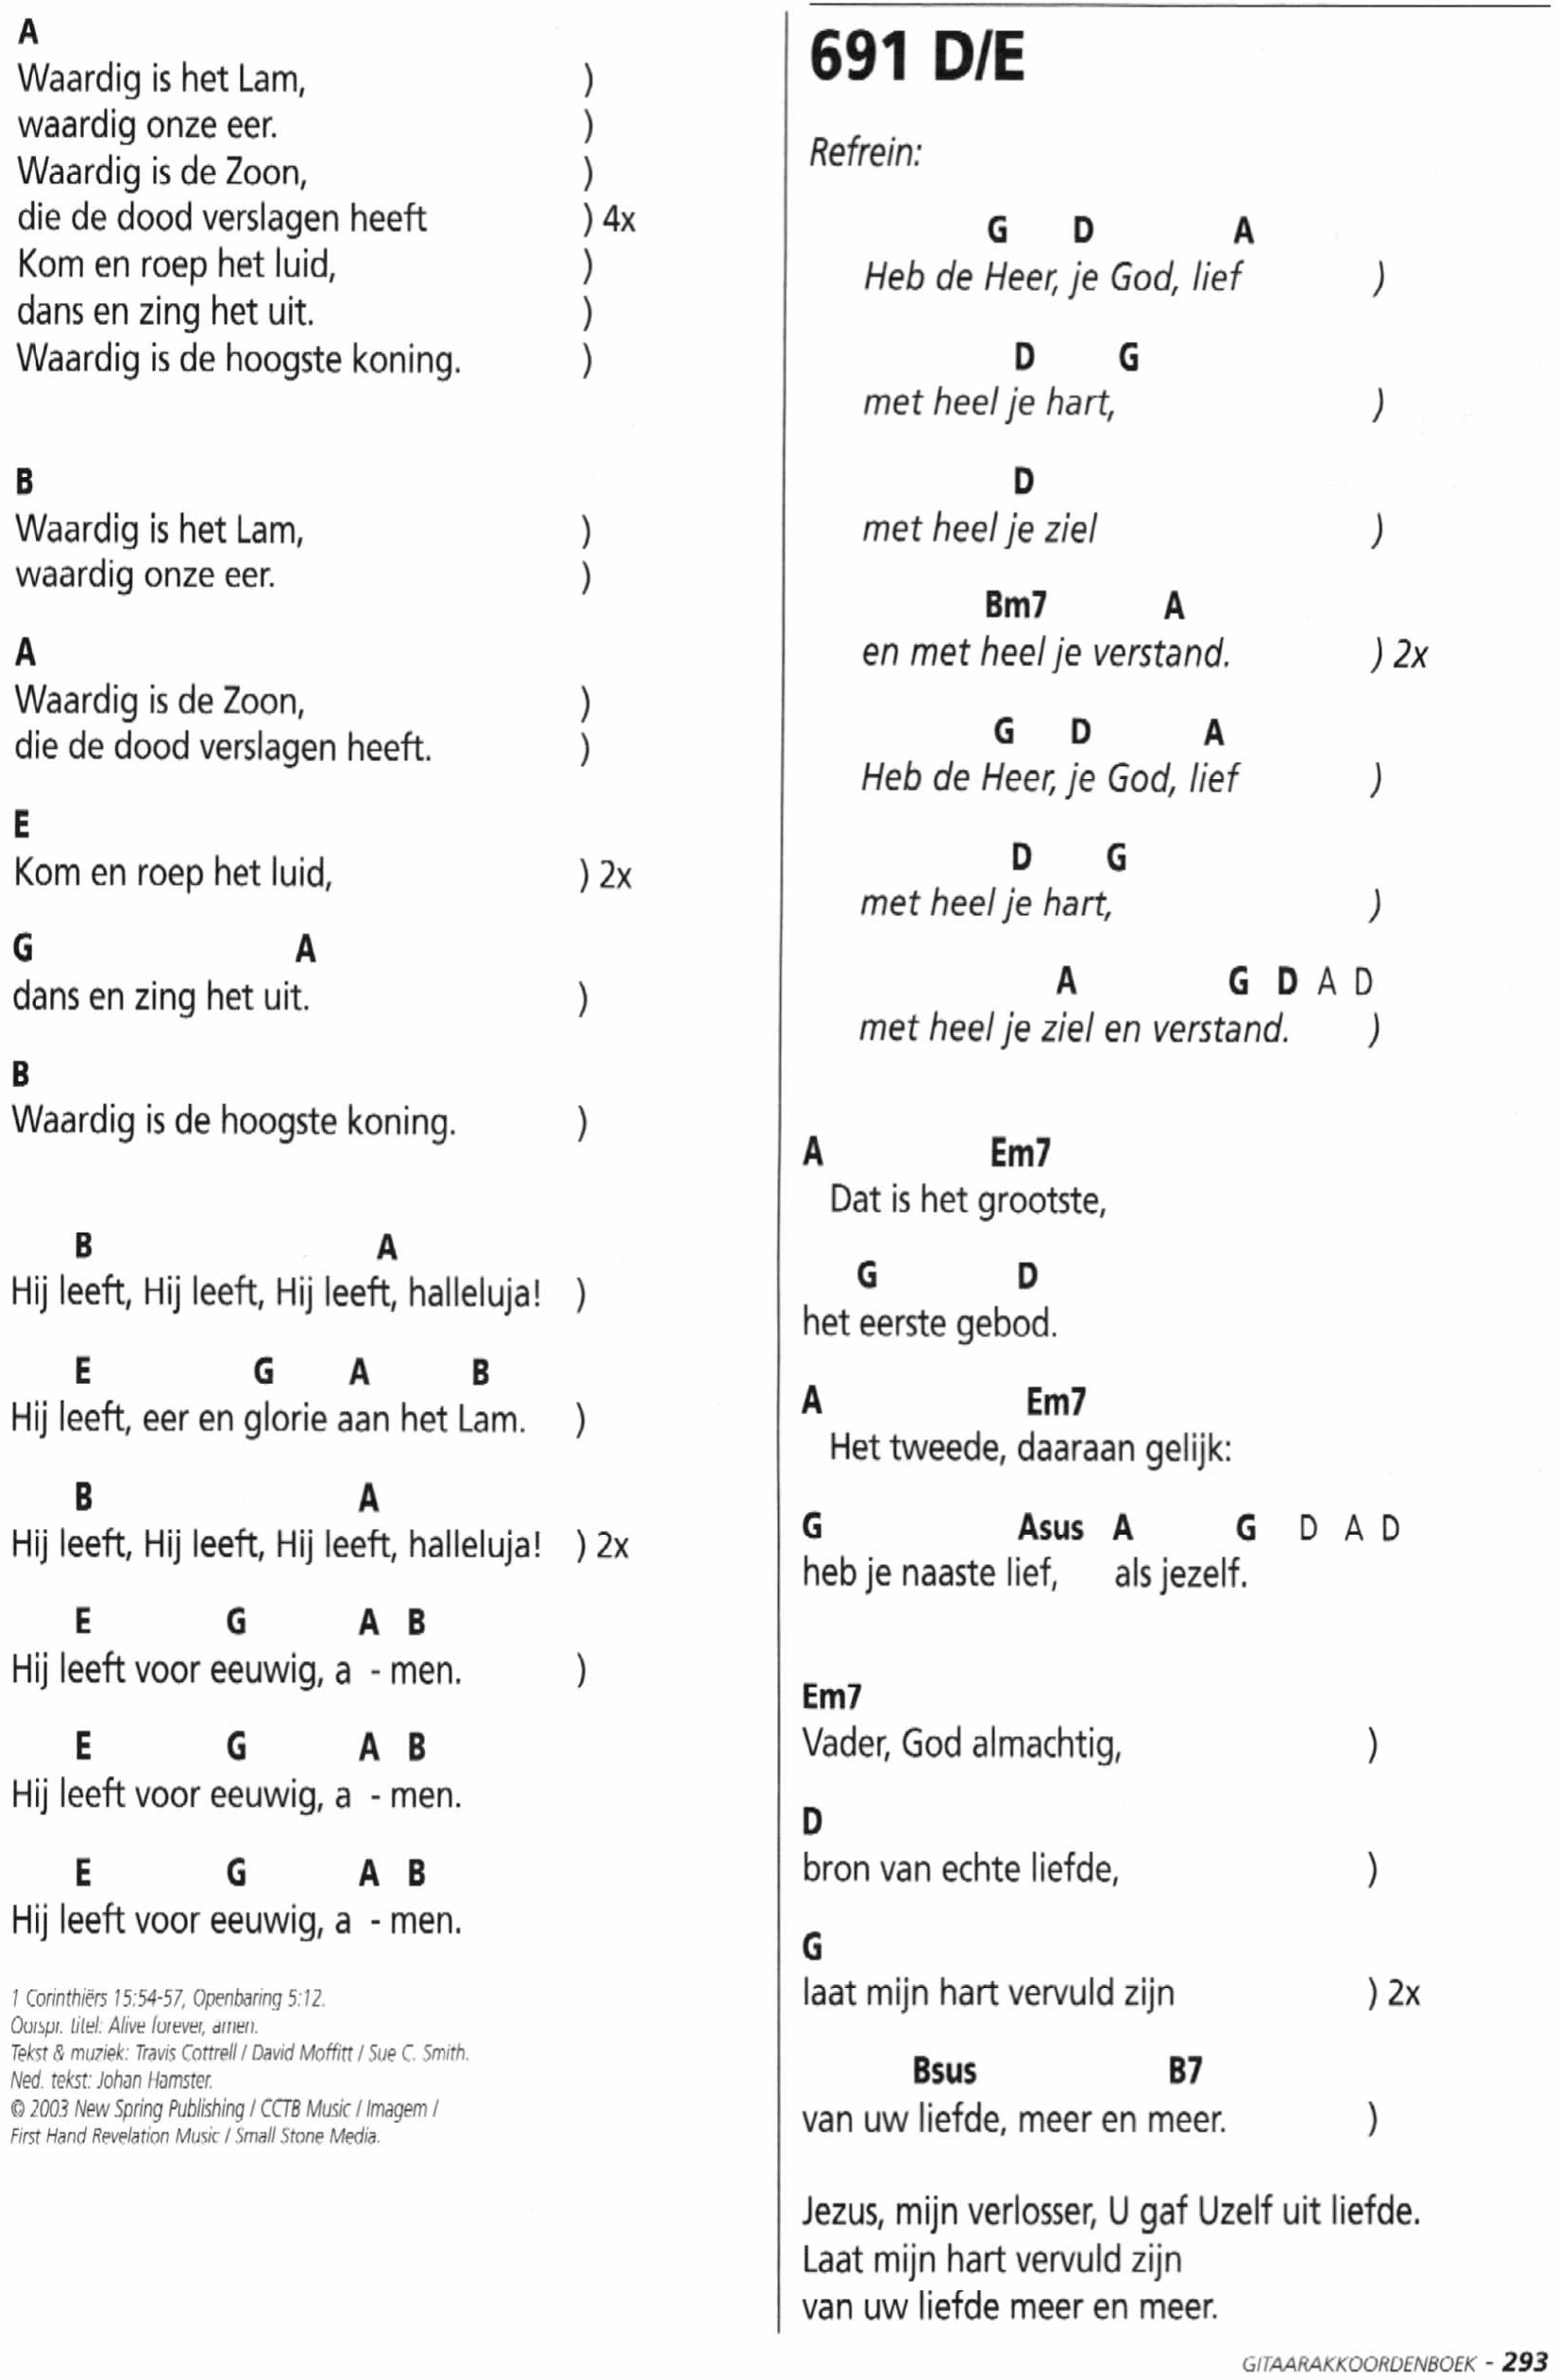 A
Waardig is het Lam, )
waardig onze eer. )
Waardig is de Zoon, )
die de dood verslagen heeft ) 4x
Kom en roep het luid, )
dans en zing het uit. )
Waardig is de hoogste koning. )
B
Waardig is het Lam, )
waardig onze eer. )
A
Waardig is de Zoon, )
die de dood verslagen heeft. )
E
Kom en roep het luid, ) 2x
G A
dans en zing het uit. )
B
Waardig is de hoogste koning. )
B A
Hij leeft, Hij leeft, Hij leeft, halleluja! )
E G A B
Hij leeft, eer en glorie aan het Lam. )
B A
Hij leeft, Hij leeft, Hij leeft, halleluja! ) 2x
E G A B
Hij leeft voor eeuwig, a - men. )
E G A B
Hij leeft voor eeuwig, a - men.
E G A B
Hij leeft voor eeuwig, a - men.
1 Corinthiërs 15:54-57, Openbaring 5:12.
Oorspr. titel: Alive forever, amen.
Tekst & muziek: Travis Cottrell / David Moffitt / Sue C. Smith.
Ned. tekst: Johan Hamster.
© 2003 New Spring Publishing / CCTB Music / Imagem /
First Hand Revelation Music / Small Stone Media.
691 D/E
Refrein:
G D A
Heb de Heer, je God, lief )
D G
met heel je hart, )
D
met heel je ziel )
Bm7 A
en met heel je verstand. ) 2x
G D A
Heb de Heer, je God, lief )
D G
met heel je hart, )
A G D A D
met heel je ziel en verstand. )
A Em7
Dat is het grootste,
G D
het eerste gebod.
A Em7
Het tweede, daaraan gelijk:
G Asus A G D A D
heb je naaste lief, als jezelf.
Em7
Vader, God almachtig, )
D
bron van echte liefde, )
G
laat mijn hart vervuld zijn ) 2x
Bsus B7
van uw liefde, meer en meer. )
Jezus, mijn verlosser, U gaf Uzelf uit liefde.
Laat mijn hart vervuld zijn
van uw liefde meer en meer.
GITAARAKKOORDENBOEK - 293